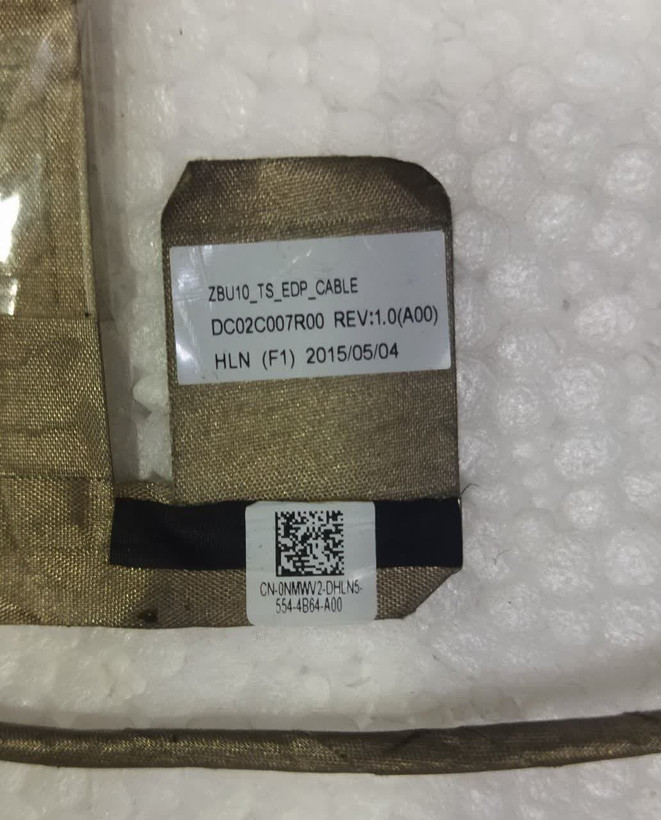 ZBU10_TS_EDP_CABLE
DC02C007R00 REV:1.0(A00)
HLN (F1) 2015/05/04
CN-0NMWV2-DHLN5-
554-4B64-A00